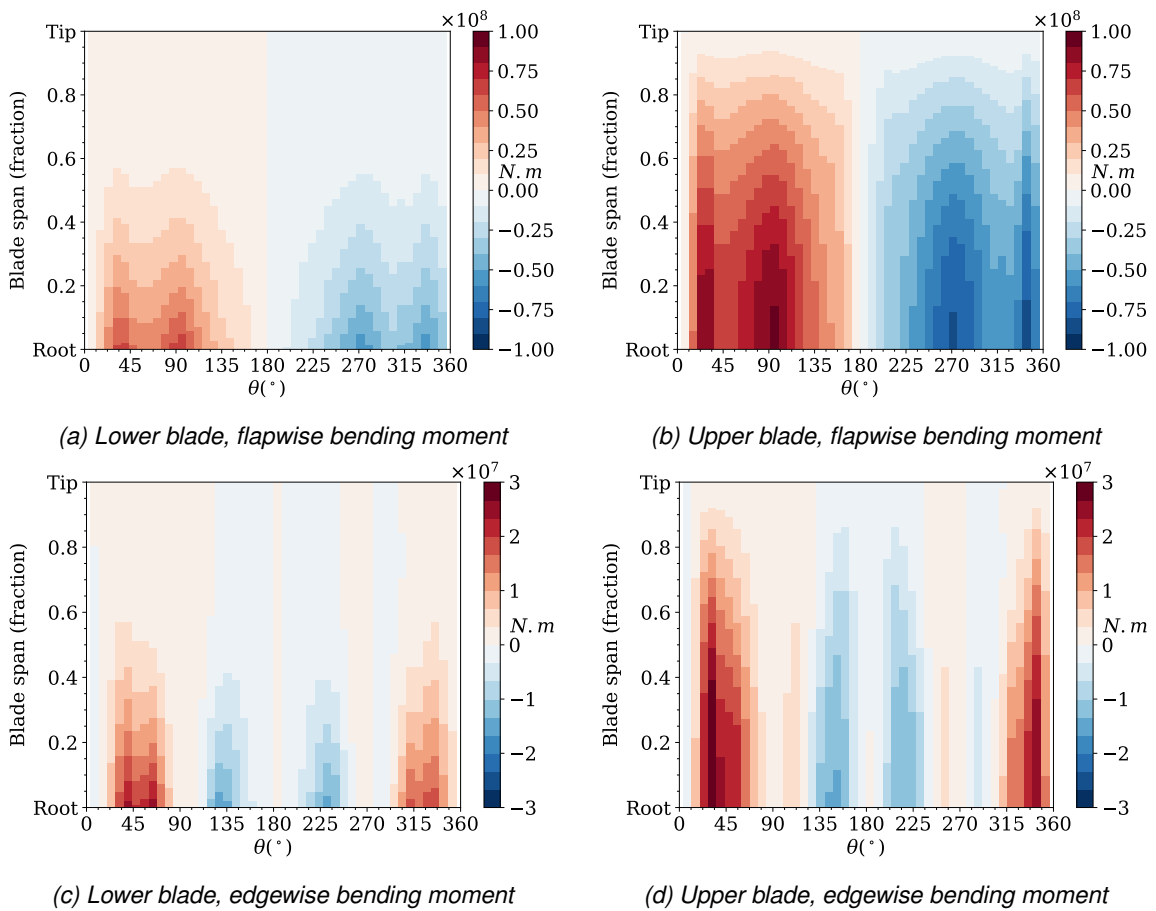 ×10⁸
Tip
0.8
0.6
0.4
0.2
Root
Blade span (fraction)
0 45 90 135 180 225 270 315 360
θ(°)
1.00
0.75
0.50
0.25
N.m
0.00
−0.25
−0.50
−0.75
−1.00
(a) Lower blade, flapwise bending moment
×10⁸
Tip
0.8
0.6
0.4
0.2
Root
Blade span (fraction)
0 45 90 135 180 225 270 315 360
θ(°)
1.00
0.75
0.50
0.25
N.m
0.00
−0.25
−0.50
−0.75
−1.00
(b) Upper blade, flapwise bending moment
×10⁷
Tip
0.8
0.6
0.4
0.2
Root
Blade span (fraction)
0 45 90 135 180 225 270 315 360
θ(°)
3
2
1
N.m
0
−1
−2
−3
(c) Lower blade, edgewise bending moment
×10⁷
Tip
0.8
0.6
0.4
0.2
Root
Blade span (fraction)
0 45 90 135 180 225 270 315 360
θ(°)
3
2
1
N.m
0
−1
−2
−3
(d) Upper blade, edgewise bending moment